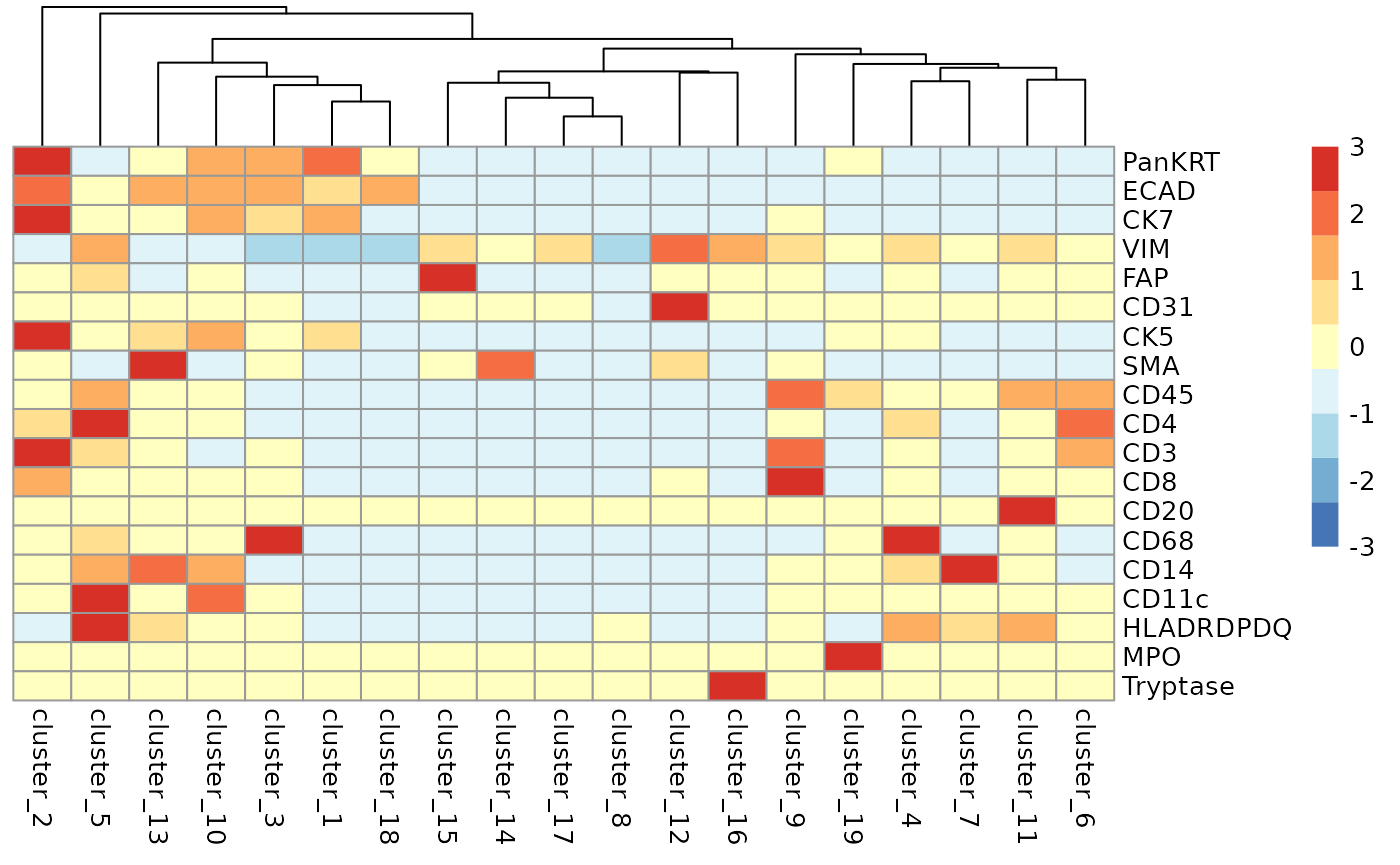 3
2
1
0
-1
-2
-3
PanKRT
ECAD
CK7
VIM
FAP
CD31
CK5
SMA
CD45
CD4
CD3
CD8
CD20
CD68
CD14
CD11c
HLADRDPDQ
MPO
Tryptase
cluster_2
cluster_5
cluster_13
cluster_10
cluster_3
cluster_1
cluster_18
cluster_15
cluster_14
cluster_17
cluster_8
cluster_12
cluster_16
cluster_9
cluster_19
cluster_4
cluster_7
cluster_11
cluster_6